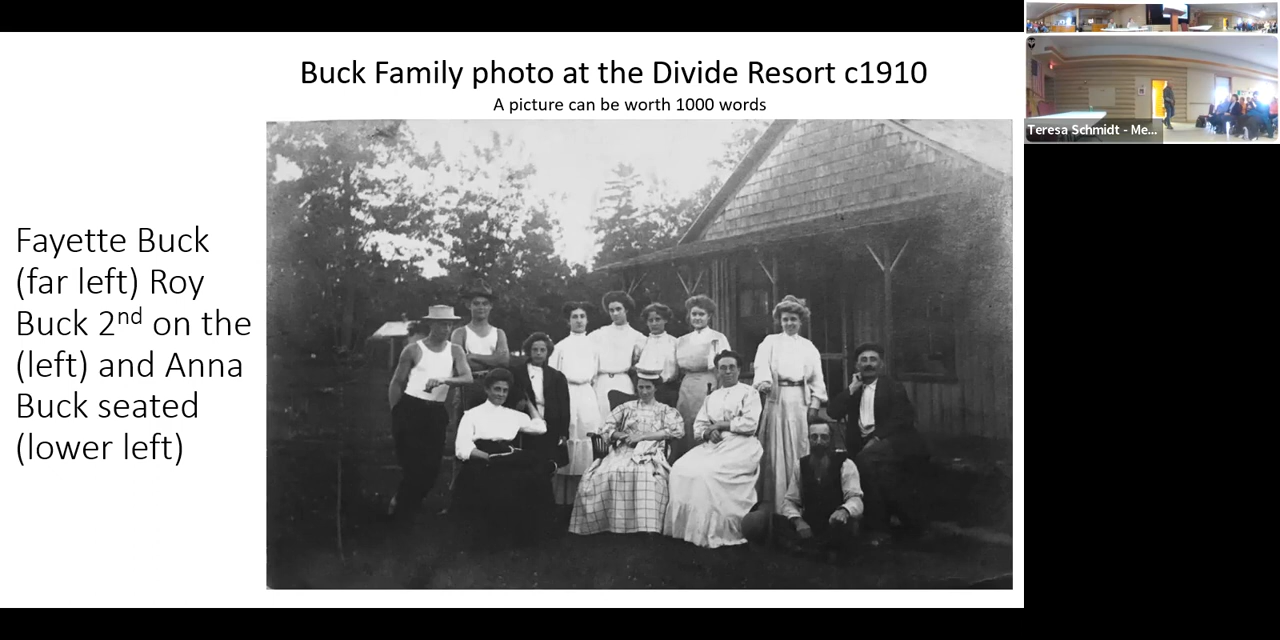 Buck Family photo at the Divide Resort c1910
A picture can be worth 1000 words
Fayette Buck
(far left) Roy
Buck 2nd on the
(left) and Anna
Buck seated
(lower left)
Teresa Schmidt - Me...